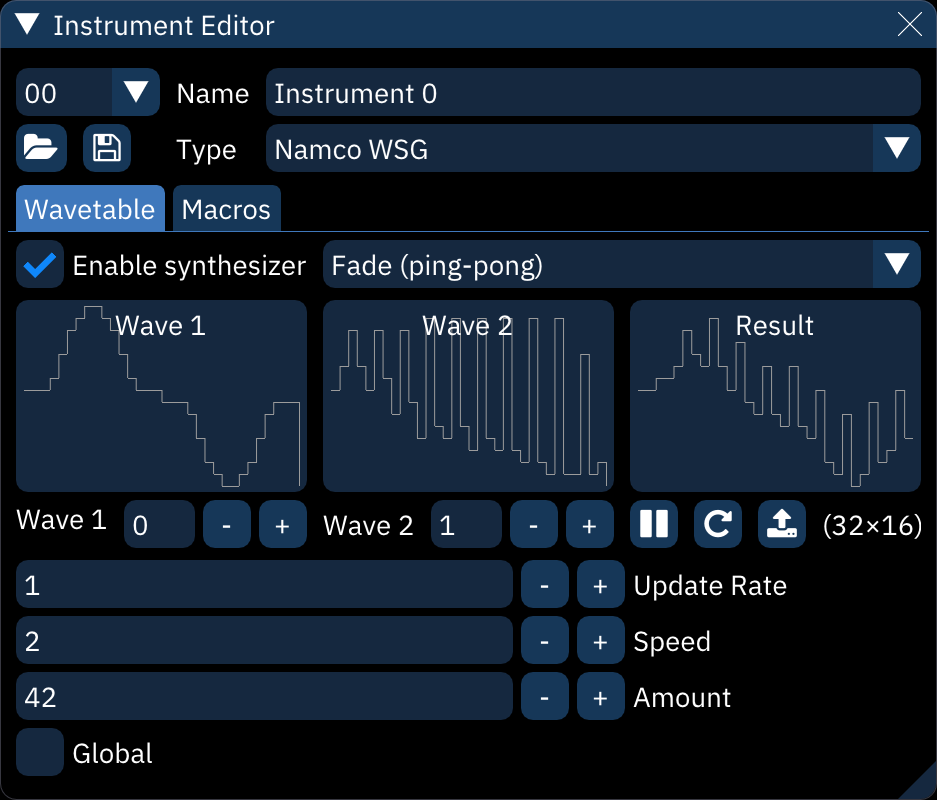 Instrument Editor
00 Name Instrument 0
Type Namco WSG
Wavetable Macros
Enable synthesizer Fade (ping-pong)
Wave 1 Wave 2 Result
Wave 1 0 - + Wave 2 1 - + (32×16)
1 - + Update Rate
2 - + Speed
42 - + Amount
Global